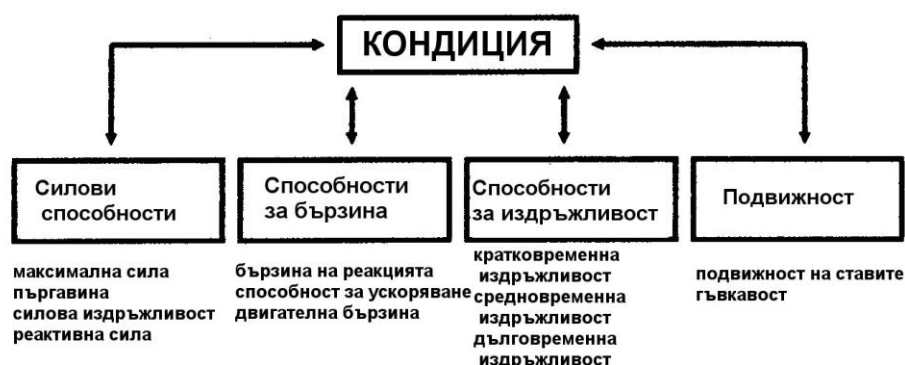 КОНДИЦИЯ
Силови
способности
максимална сила
пъргавина
силова издръжливост
реактивна сила
Способности
за бързина
бързина на реакцията
способност за ускоряване
двигателна бързина
Способности
за издръжливост
кратковременна
издръжливост
средновременна
издръжливост
дълговременна
издръжливост
Подвижност
подвижност на ставите
гъвкавост